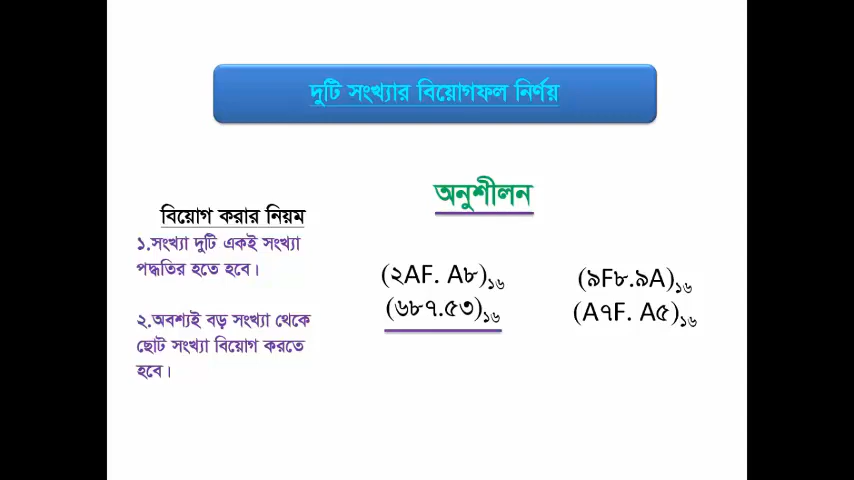 দুটি সংখ্যার বিয়োগফল নির্ণয়
অনুশীলন
বিয়োগ করার নিয়ম
১.সংখ্যা দুটি একই সংখ্যা
পদ্ধতির হতে হবে।
২.অবশ্যই বড় সংখ্যা থেকে
ছোট সংখ্যা বিয়োগ করতে
হবে।
(২AF. A৮)১৬
(৬৮৭.৫৩)১৬
(৯F৮.৯A)১৬
(A৭F. A৫)১৬